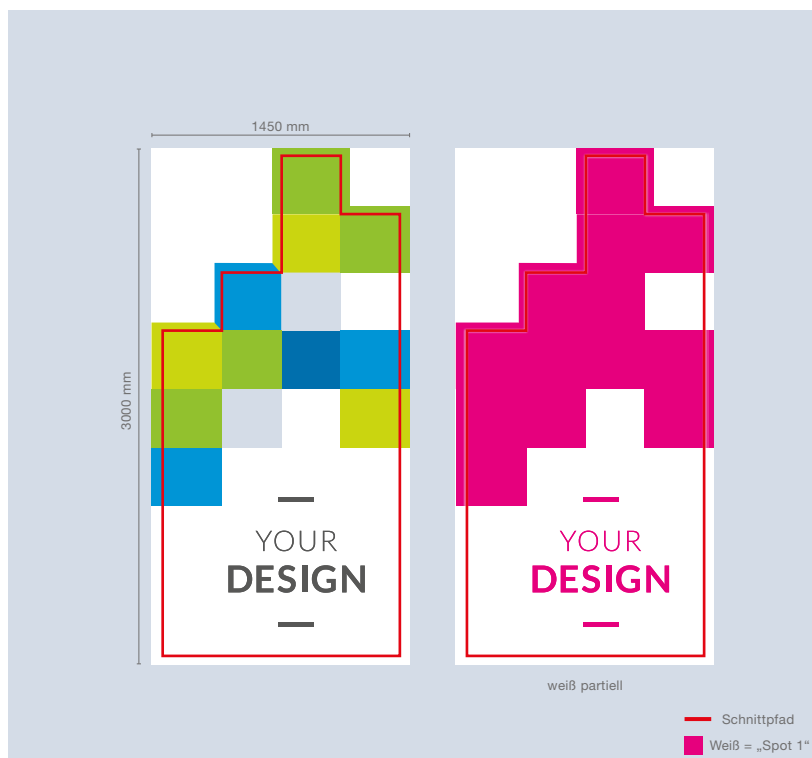 1450 mm
3000 mm
YOUR
DESIGN
YOUR
DESIGN
weiß partiell
Schnittpfad
Weiß = „Spot 1“